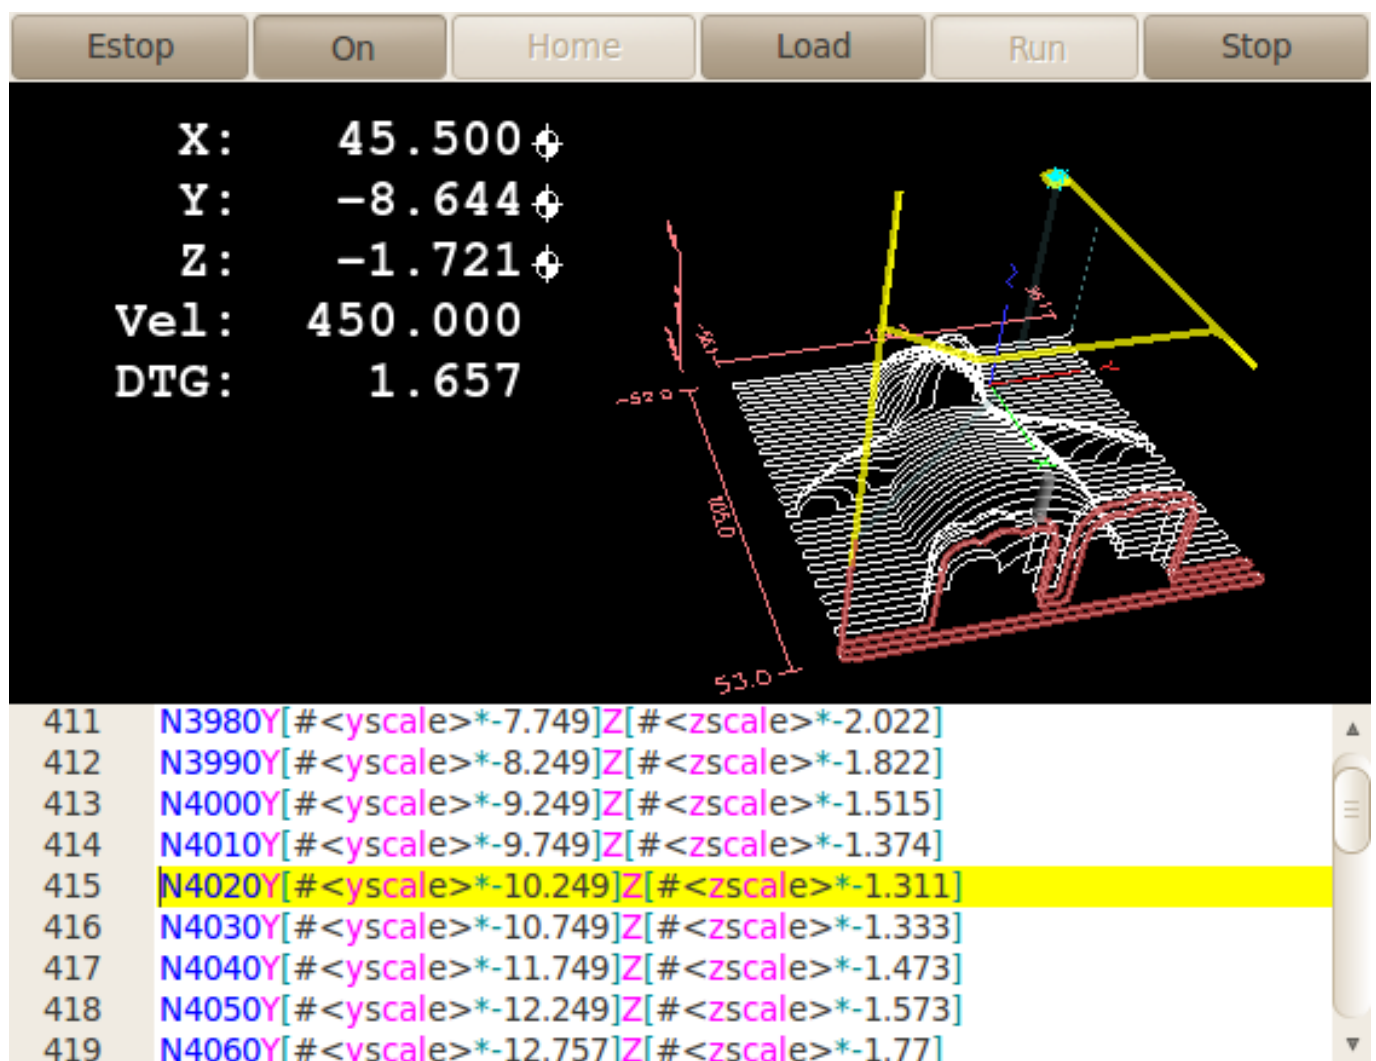 Estop On Home Load Run Stop
X: 45.500
Y: -8.644
Z: -1.721
Vel: 450.000
DTG: 1.657
-52.0
105.0
53.0
411 N3980Y[#<yscale>*-7.749]Z[#<zscale>*-2.022]
412 N3990Y[#<yscale>*-8.249]Z[#<zscale>*-1.822]
413 N4000Y[#<yscale>*-9.249]Z[#<zscale>*-1.515]
414 N4010Y[#<yscale>*-9.749]Z[#<zscale>*-1.374]
415 N4020Y[#<yscale>*-10.249]Z[#<zscale>*-1.311]
416 N4030Y[#<yscale>*-10.749]Z[#<zscale>*-1.333]
417 N4040Y[#<yscale>*-11.749]Z[#<zscale>*-1.473]
418 N4050Y[#<yscale>*-12.249]Z[#<zscale>*-1.573]
419 N4060Y[#<yscale>*-12.757]Z[#<zscale>*-1.77]